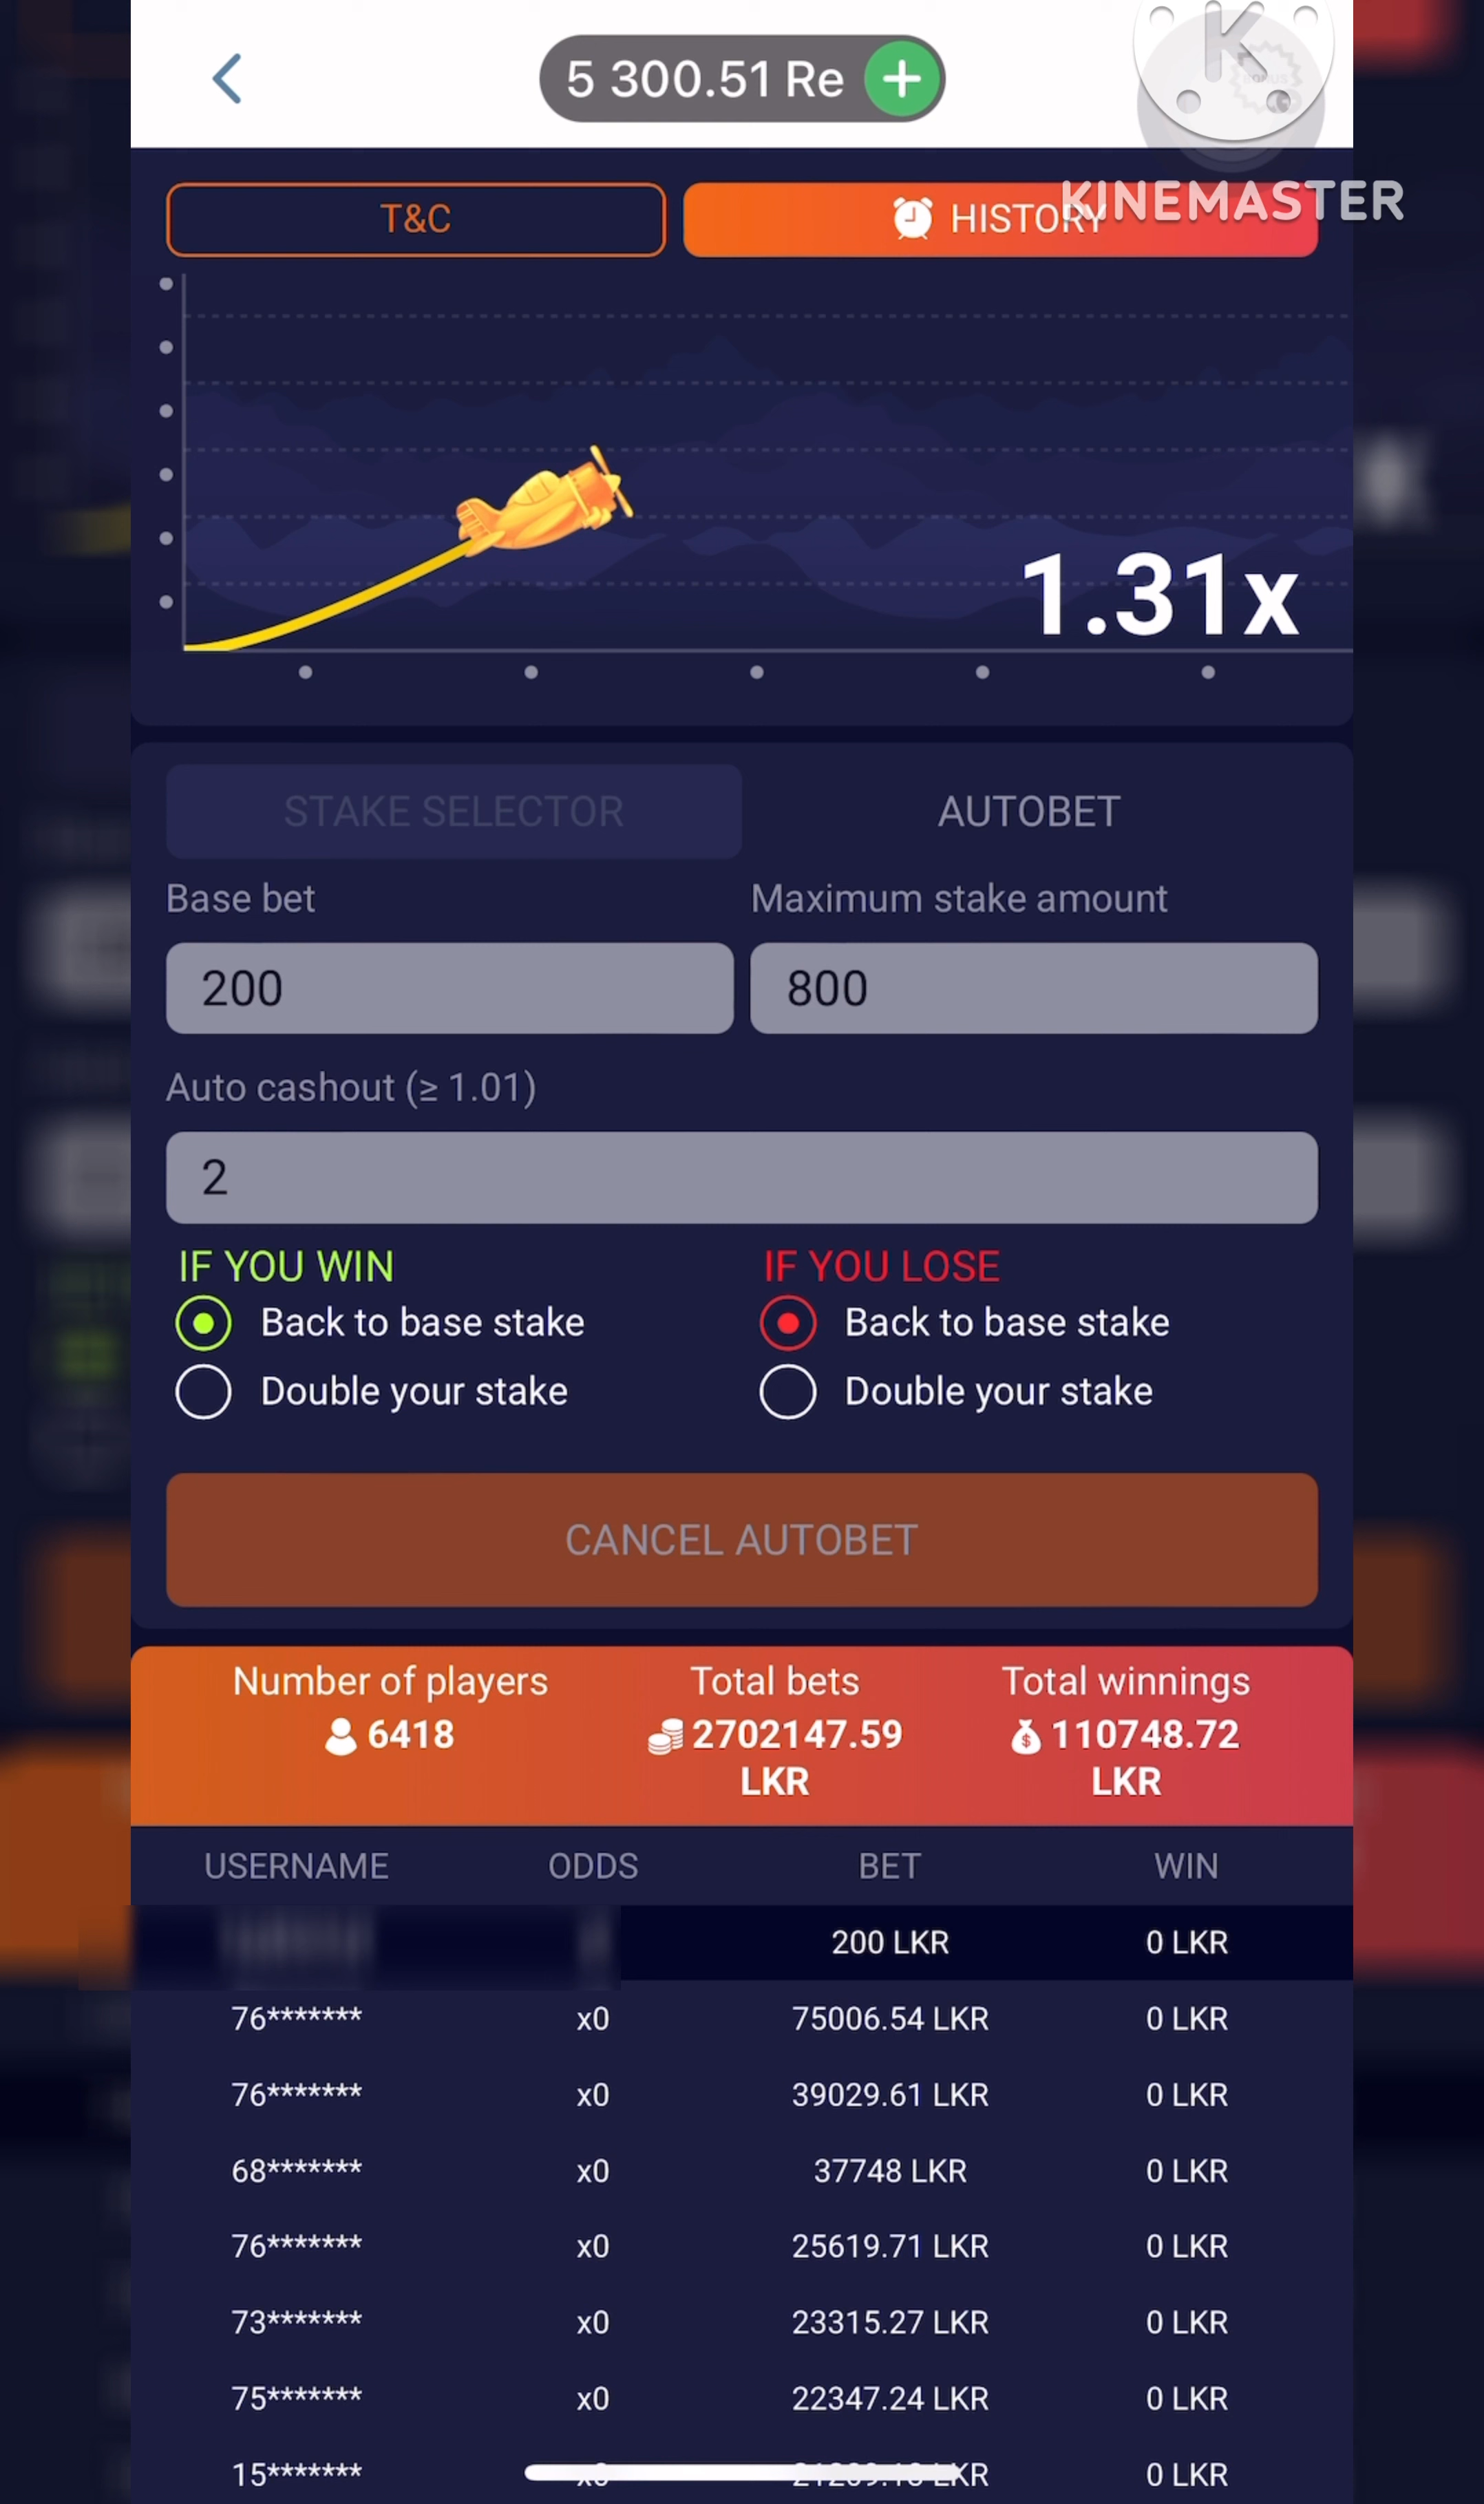 5 300.51 Re
KINEMASTER
T&C
HISTORY
1.31x
STAKE SELECTOR
AUTOBET
Base bet
Maximum stake amount
200
800
Auto cashout (≥ 1.01)
2
IF YOU WIN
IF YOU LOSE
Back to base stake
Back to base stake
Double your stake
Double your stake
CANCEL AUTOBET
Number of players
Total bets
Total winnings
6418
2702147.59
LKR
110748.72
LKR
USERNAME ODDS BET WIN
200 LKR 0 LKR
76******* x0 75006.54 LKR 0 LKR
76******* x0 39029.61 LKR 0 LKR
68******* x0 37748 LKR 0 LKR
76******* x0 25619.71 LKR 0 LKR
73******* x0 23315.27 LKR 0 LKR
75******* x0 22347.24 LKR 0 LKR
15******* 0 LKR